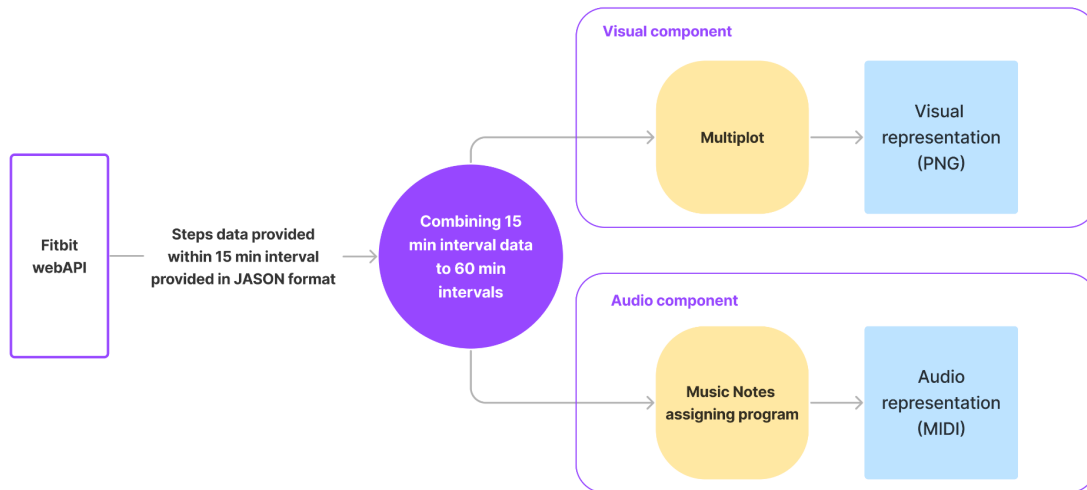 Visual component
Multiplot
Visual
representation
(PNG)
Fitbit
webAPI
Steps data provided
within 15 min interval
provided in JASON format
Combining 15
min interval data
to 60 min
intervals
Audio component
Music Notes
assigning program
Audio
representation
(MIDI)